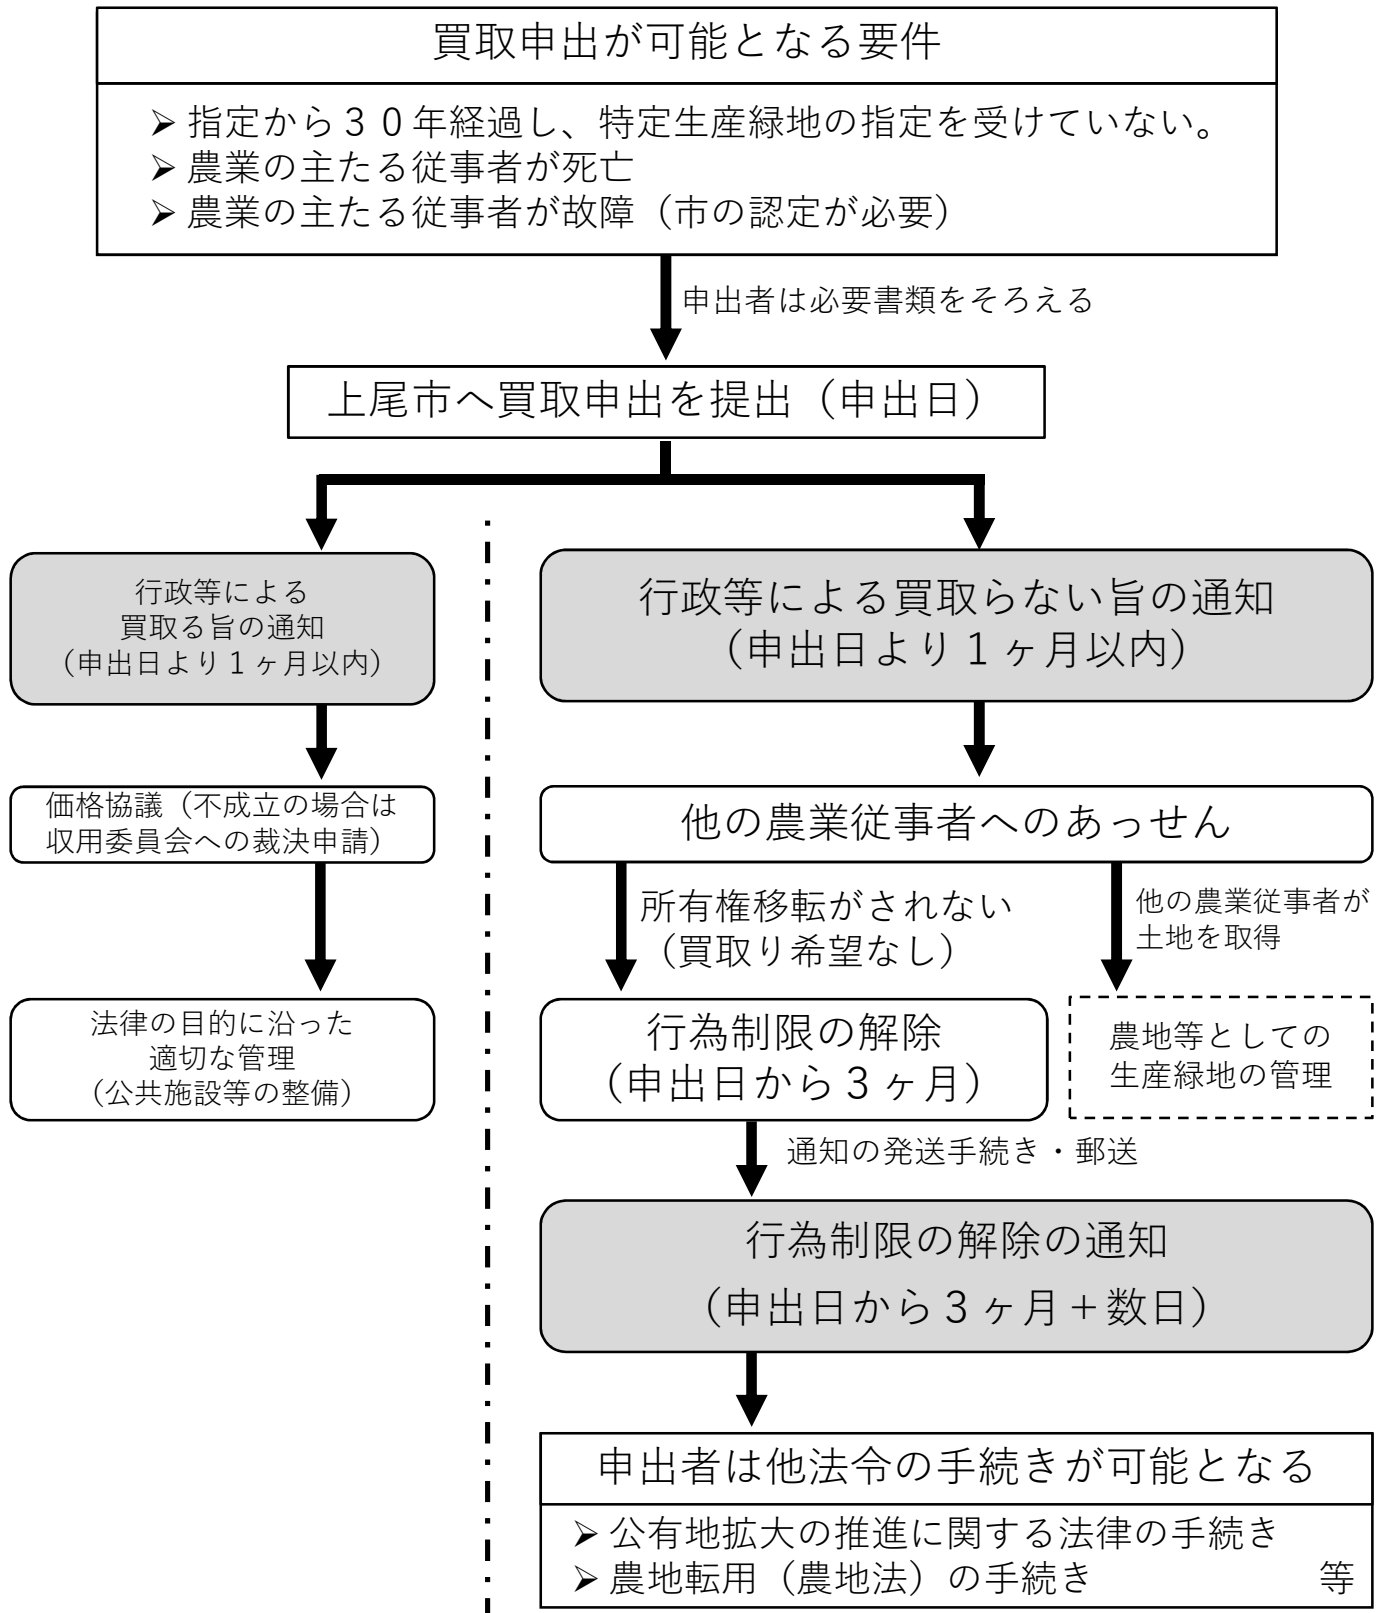 買取申出が可能となる要件
➢ 指定から３０年経過し、特定生産緑地の指定を受けていない。
➢ 農業の主たる従事者が死亡
➢ 農業の主たる従事者が故障（市の認定が必要）
申出者は必要書類をそろえる
上尾市へ買取申出を提出（申出日）
行政等による
買取る旨の通知
（申出日より１ヶ月以内）
価格協議（不成立の場合は
収用委員会への裁決申請）
法律の目的に沿った
適切な管理
（公共施設等の整備）
行政等による買取らない旨の通知
（申出日より１ヶ月以内）
他の農業従事者へのあっせん
所有権移転がされない
（買取り希望なし）
他の農業従事者が
土地を取得
行為制限の解除
（申出日から３ヶ月）
農地等としての
生産緑地の管理
通知の発送手続き・郵送
行為制限の解除の通知
（申出日から３ヶ月＋数日）
申出者は他法令の手続きが可能となる
➢ 公有地拡大の推進に関する法律の手続き
➢ 農地転用（農地法）の手続き 等